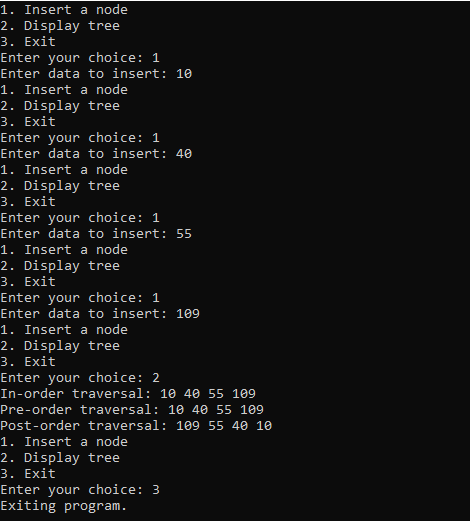 1. Insert a node
2. Display tree
3. Exit
Enter your choice: 1
Enter data to insert: 10
1. Insert a node
2. Display tree
3. Exit
Enter your choice: 1
Enter data to insert: 40
1. Insert a node
2. Display tree
3. Exit
Enter your choice: 1
Enter data to insert: 55
1. Insert a node
2. Display tree
3. Exit
Enter your choice: 1
Enter data to insert: 109
1. Insert a node
2. Display tree
3. Exit
Enter your choice: 2
In-order traversal: 10 40 55 109
Pre-order traversal: 10 40 55 109
Post-order traversal: 109 55 40 10
1. Insert a node
2. Display tree
3. Exit
Enter your choice: 3
Exiting program.